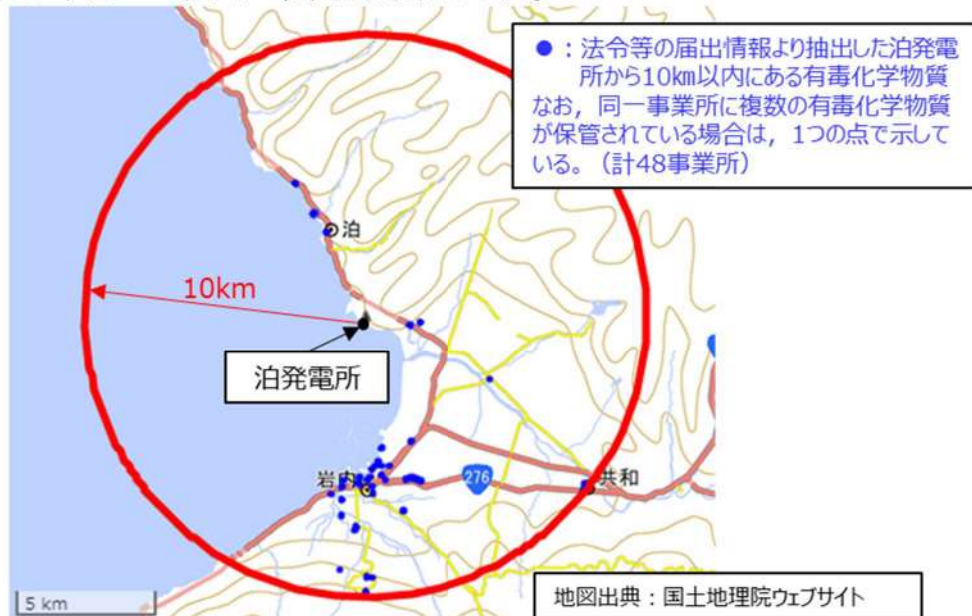 ●：法令等の届出情報より抽出した泊発電
所から10km以内にある有毒化学物質
なお，同一事業所に複数の有毒化学物質
が保管されている場合は，1つの点で示して
いる。（計48事業所）
泊
10km
泊発電所
岩内
276
共和
5 km
地図出典：国土地理院ウェブサイト